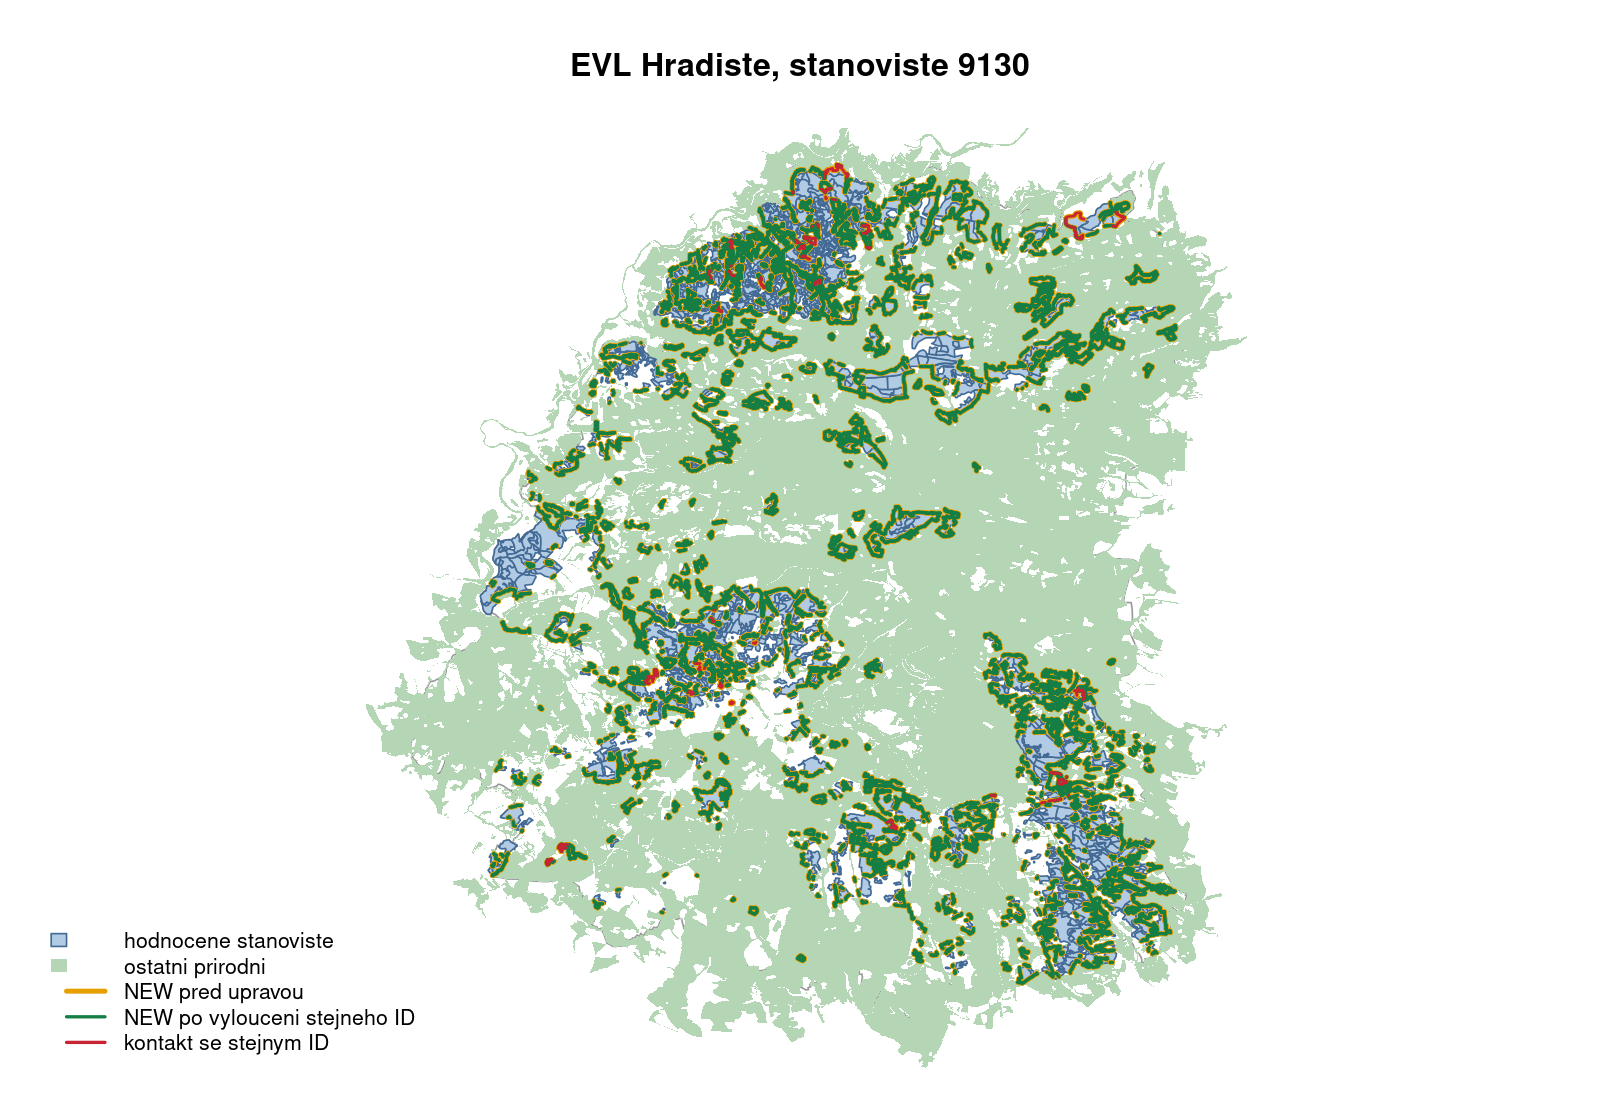 EVL Hradiste, stanoviste 9130
hodnocene stanoviste
ostatni prirodni
NEW pred upravou
NEW po vylouceni stejneho ID
kontakt se stejnym ID